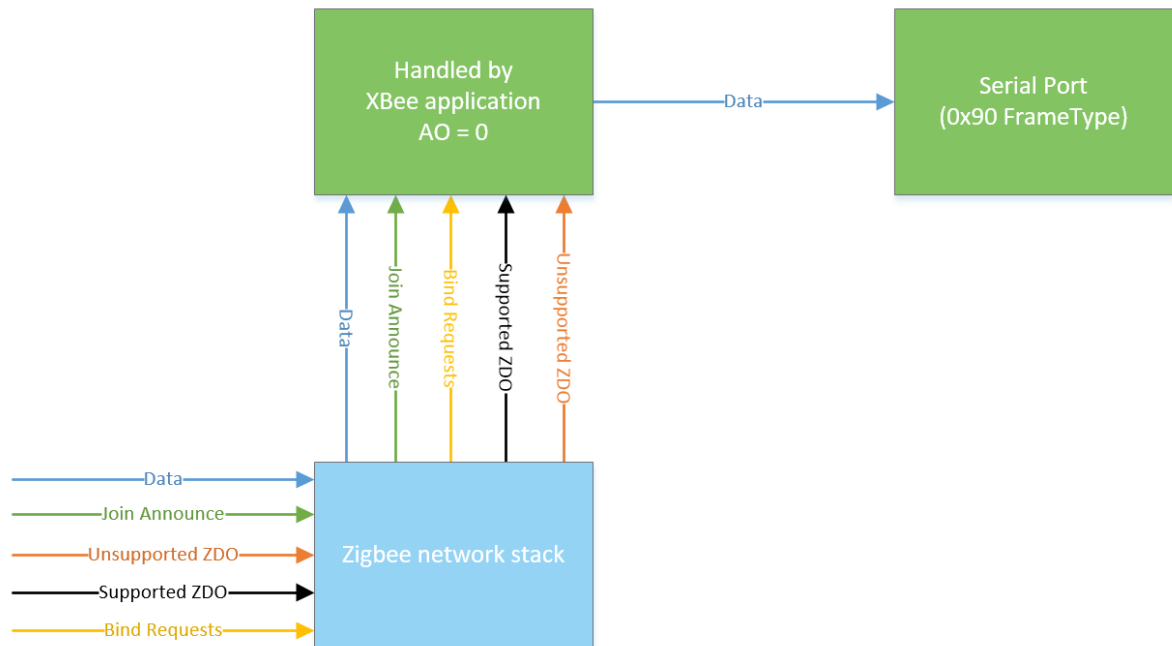 Handled by
XBee application
AO = 0
Data
Serial Port
(0x90 FrameType)
Data
Join Announce
Bind Requests
Supported ZDO
Unsupported ZDO
Data
Join Announce
Unsupported ZDO
Supported ZDO
Bind Requests
Zigbee network stack